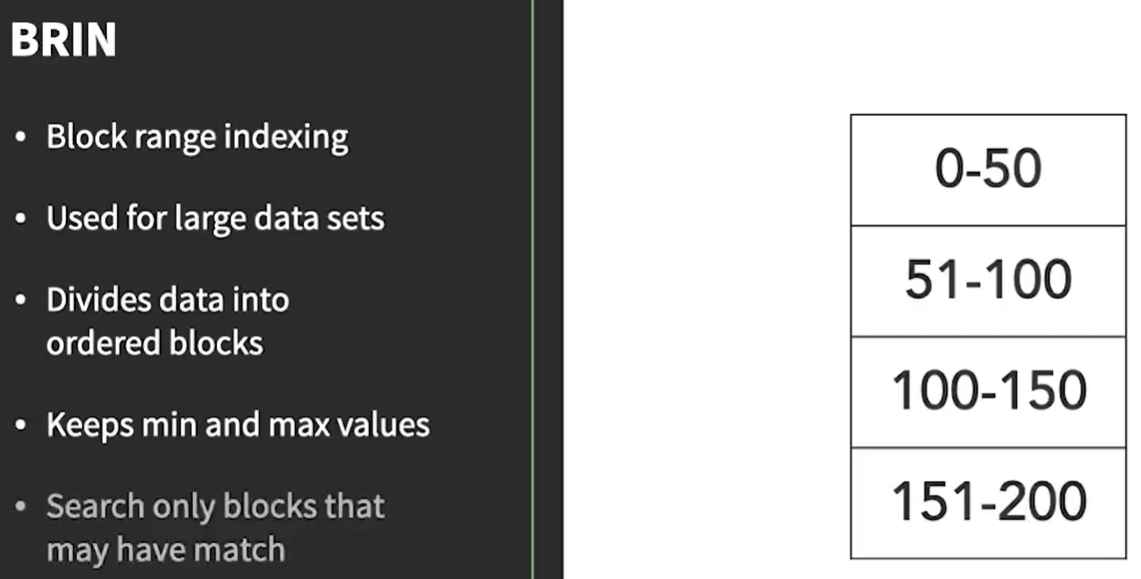 BRIN
• Block range indexing
• Used for large data sets
• Divides data into
ordered blocks
• Keeps min and max values
• Search only blocks that
may have match
0-50
51-100
100-150
151-200